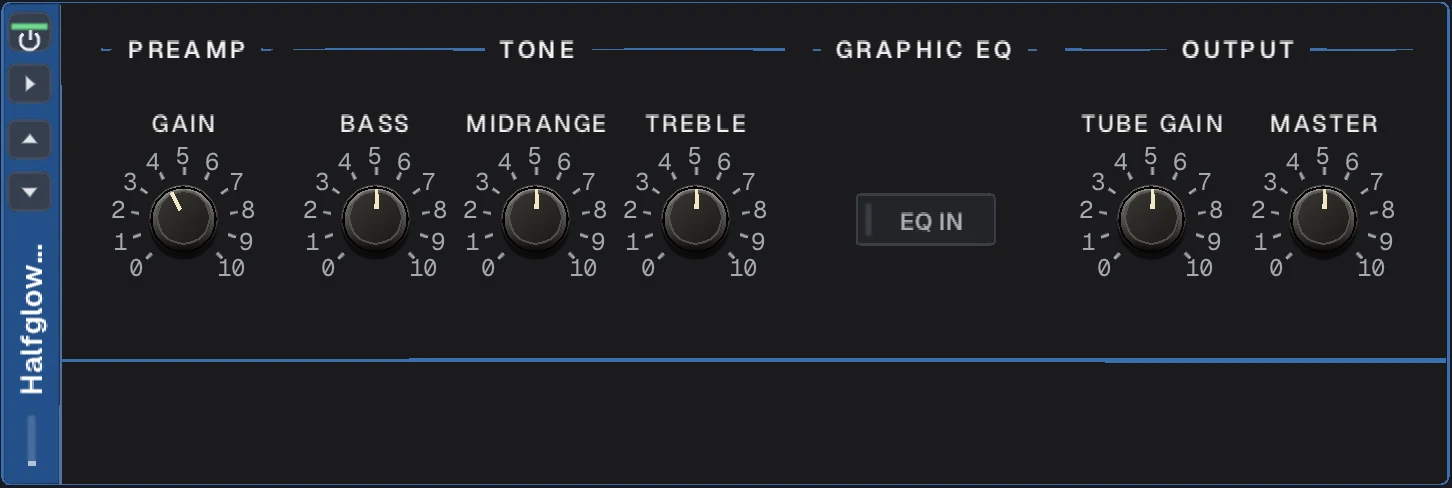 PREAMP TONE GRAPHIC EQ OUTPUT
GAIN BASS MIDRANGE TREBLE TUBE GAIN MASTER
0 1 2 3 4 5 6 7 8 9 10
0 1 2 3 4 5 6 7 8 9 10
0 1 2 3 4 5 6 7 8 9 10
0 1 2 3 4 5 6 7 8 9 10
EQ IN
0 1 2 3 4 5 6 7 8 9 10
0 1 2 3 4 5 6 7 8 9 10
Halfglow...